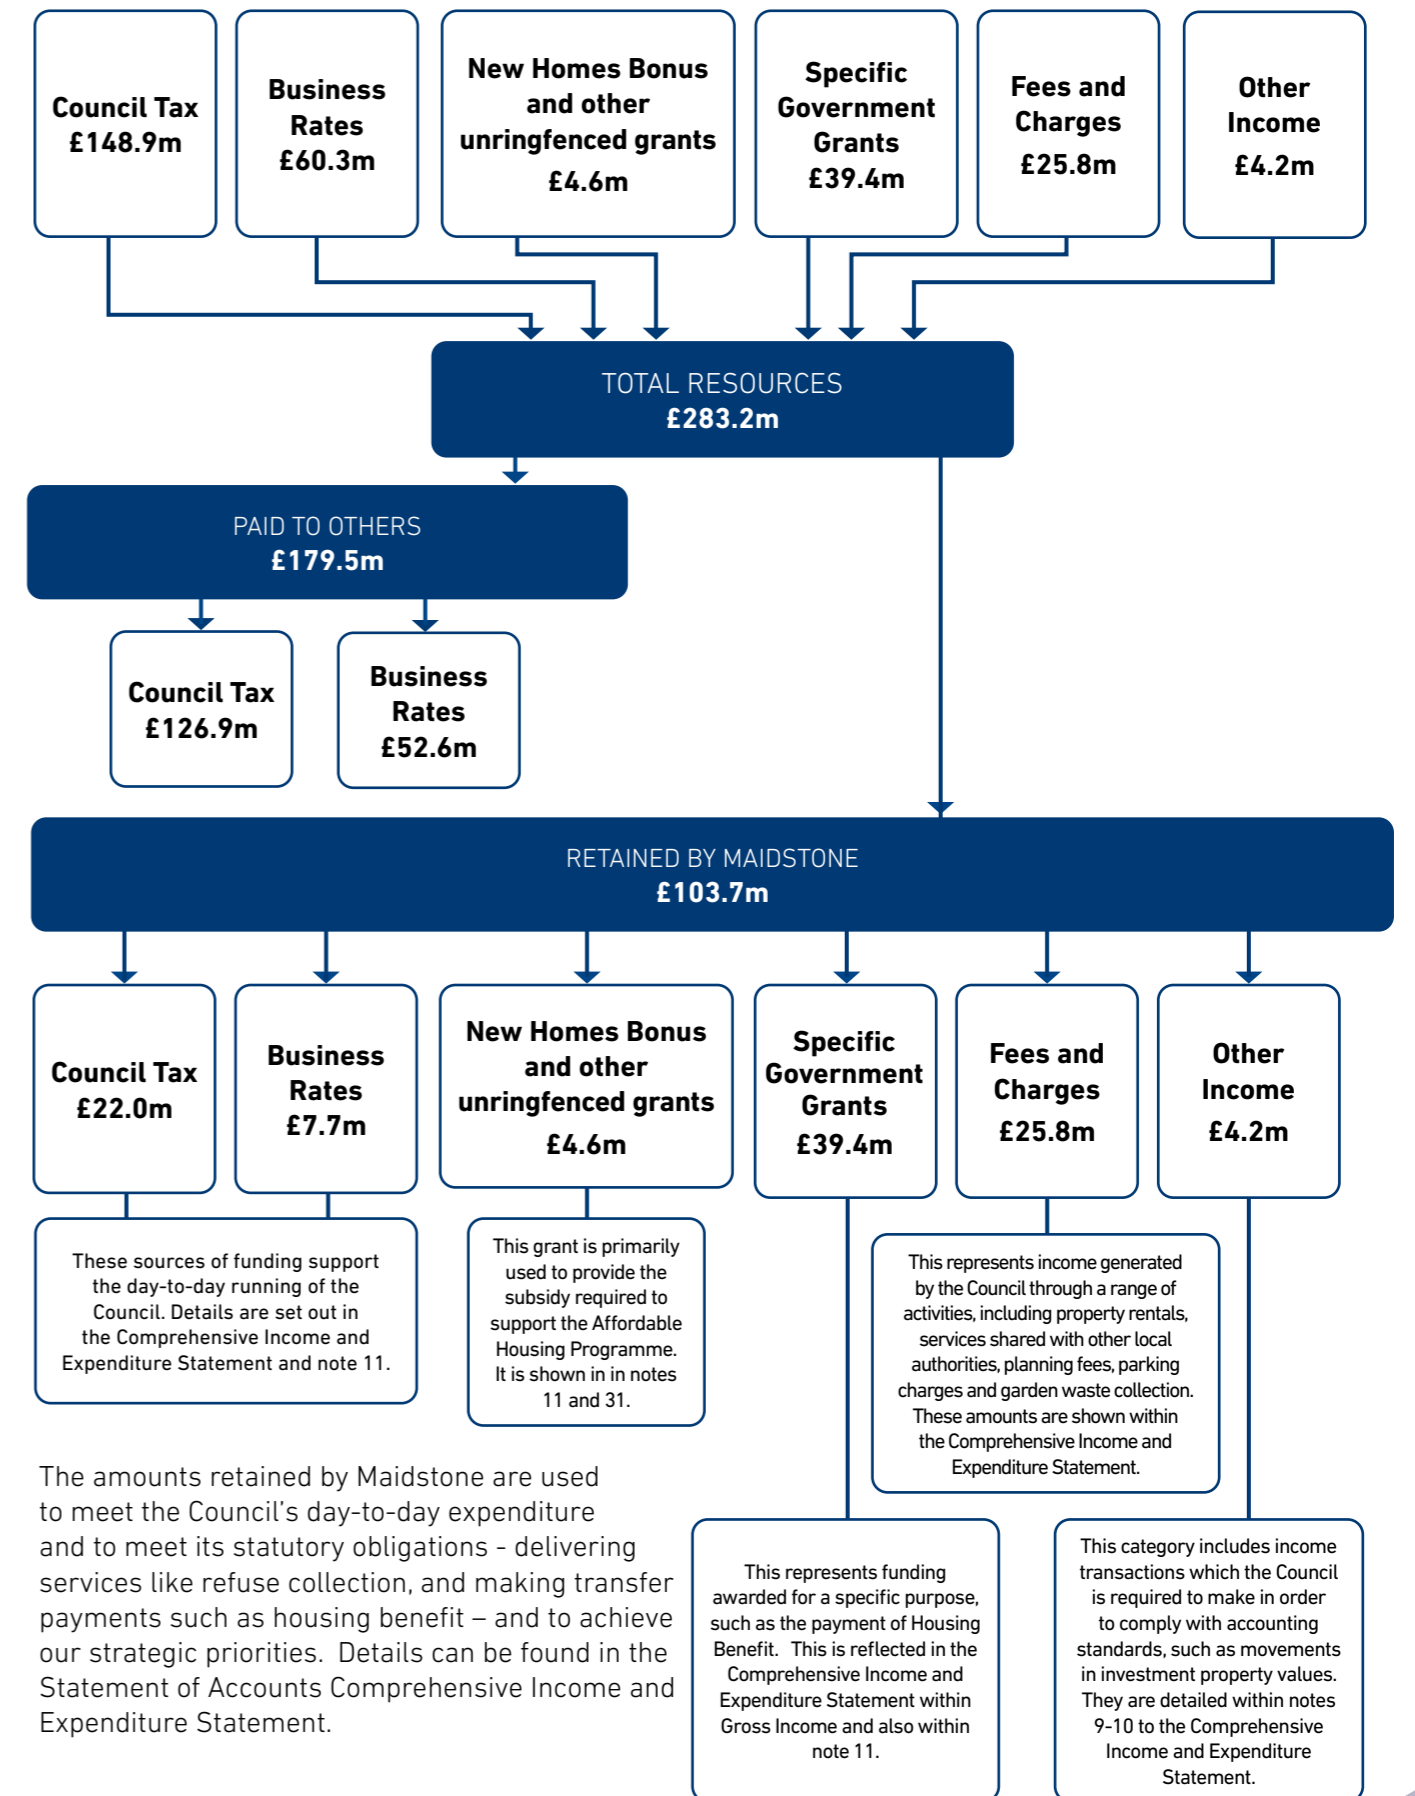 Council Tax
£148.9m
Business
Rates
£60.3m
New Homes Bonus
and other
unringfenced grants
£4.6m
Specific
Government
Grants
£39.4m
Fees and
Charges
£25.8m
Other
Income
£4.2m
TOTAL RESOURCES
£283.2m
PAID TO OTHERS
£179.5m
Council Tax
£126.9m
Business
Rates
£52.6m
RETAINED BY MAIDSTONE
£103.7m
Council Tax
£22.0m
Business
Rates
£7.7m
New Homes Bonus
and other
unringfenced grants
£4.6m
Specific
Government
Grants
£39.4m
Fees and
Charges
£25.8m
Other
Income
£4.2m
These sources of funding support
the day-to-day running of the
Council. Details are set out in
the Comprehensive Income and
Expenditure Statement and note 11.
This grant is primarily
used to provide the
subsidy required to
support the Affordable
Housing Programme.
It is shown in in notes
11 and 31.
This represents income generated
by the Council through a range of
activities, including property rentals,
services shared with other local
authorities, planning fees, parking
charges and garden waste collection.
These amounts are shown within
the Comprehensive Income and
Expenditure Statement.
The amounts retained by Maidstone are used
to meet the Council's day-to-day expenditure
and to meet its statutory obligations - delivering
services like refuse collection, and making transfer
payments such as housing benefit – and to achieve
our strategic priorities.  Details can be found in the
Statement of Accounts Comprehensive Income and
Expenditure Statement.
This represents funding
awarded for a specific purpose,
such as the payment of Housing
Benefit.   This is reflected in the
Comprehensive Income and
Expenditure Statement within
Gross Income and also within
note 11.
This category includes income
transactions which the Council
is required to make in order
to comply with accounting
standards, such as movements
in investment property values.
They are detailed within notes
9-10 to the Comprehensive
Income and Expenditure
Statement.